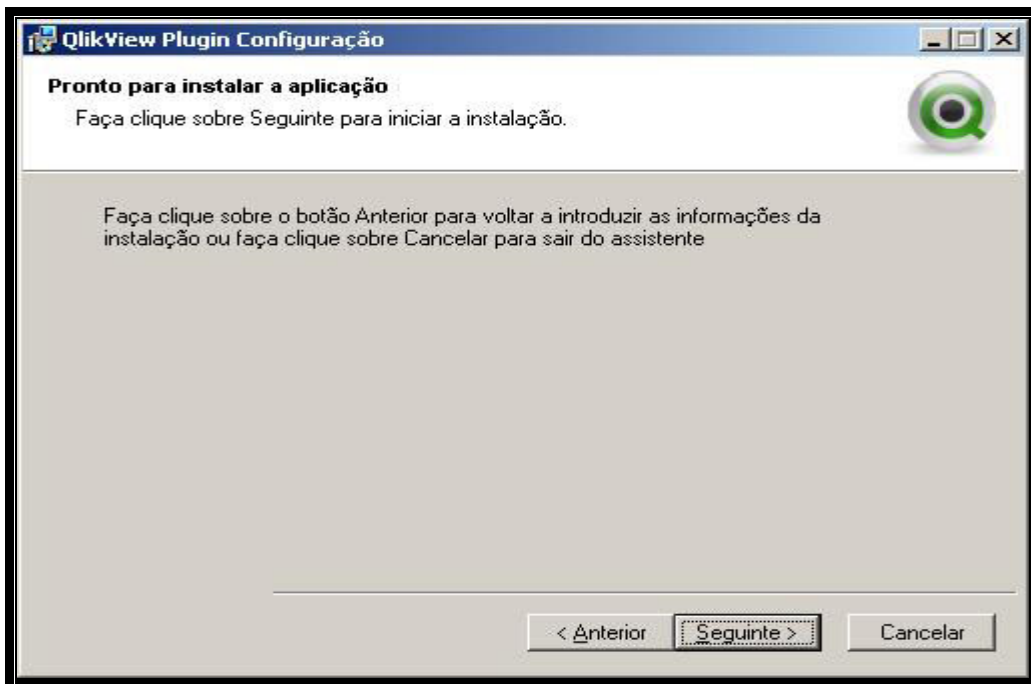 QlikView Plugin Configuração
Pronto para instalar a aplicação
Faça clique sobre Seguinte para iniciar a instalação.
Faça clique sobre o botão Anterior para voltar a introduzir as informações da
instalação ou faça clique sobre Cancelar para sair do assistente
< Anterior Seguinte > Cancelar